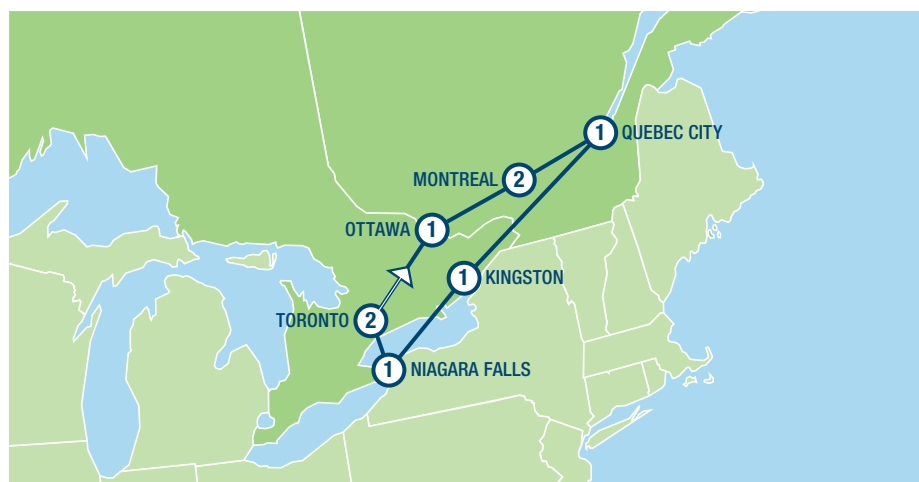 1 QUEBEC CITY
MONTREAL 2
OTTAWA 1
1 KINGSTON
TORONTO 2
1 NIAGARA FALLS